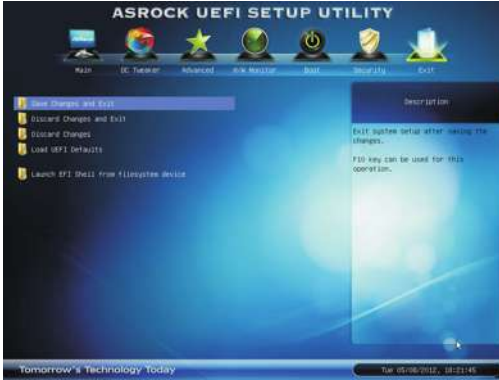 ASROCK UEFI SETUP UTILITY
Main OC Tweaker Advanced H/W Monitor Boot Security Exit
Save Changes and Exit
Discard Changes and Exit
Discard Changes
Load UEFI Defaults
Launch EFI Shell from filesystem device
Description
Exit system setup after saving the
changes.
F10 key can be used for this
operation.
Tomorrow's Technology Today
Tue 05/08/2012, 18:21:45